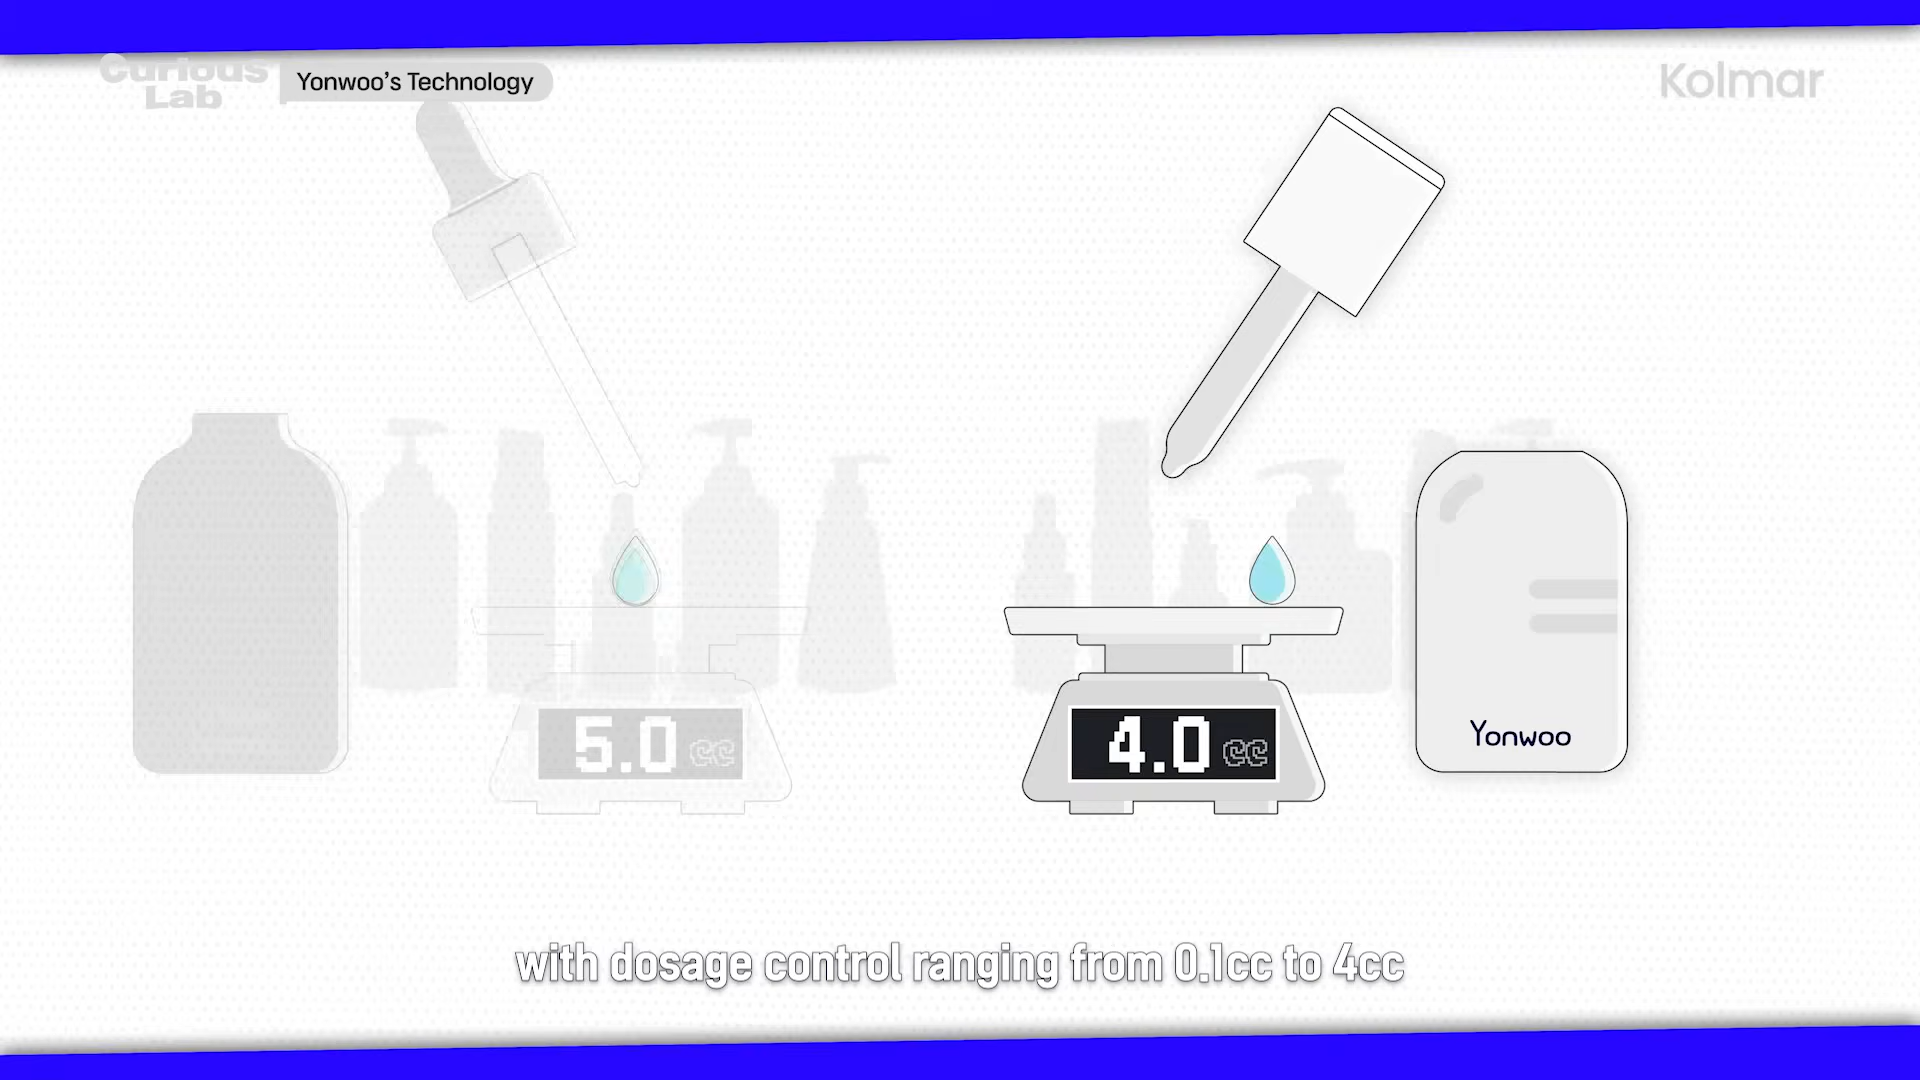 Curious
Lab
Yonwoo's Technology
Kolmar
5.0 cc
4.0 cc
Yonwoo
with dosage control ranging from 0.1cc to 4cc